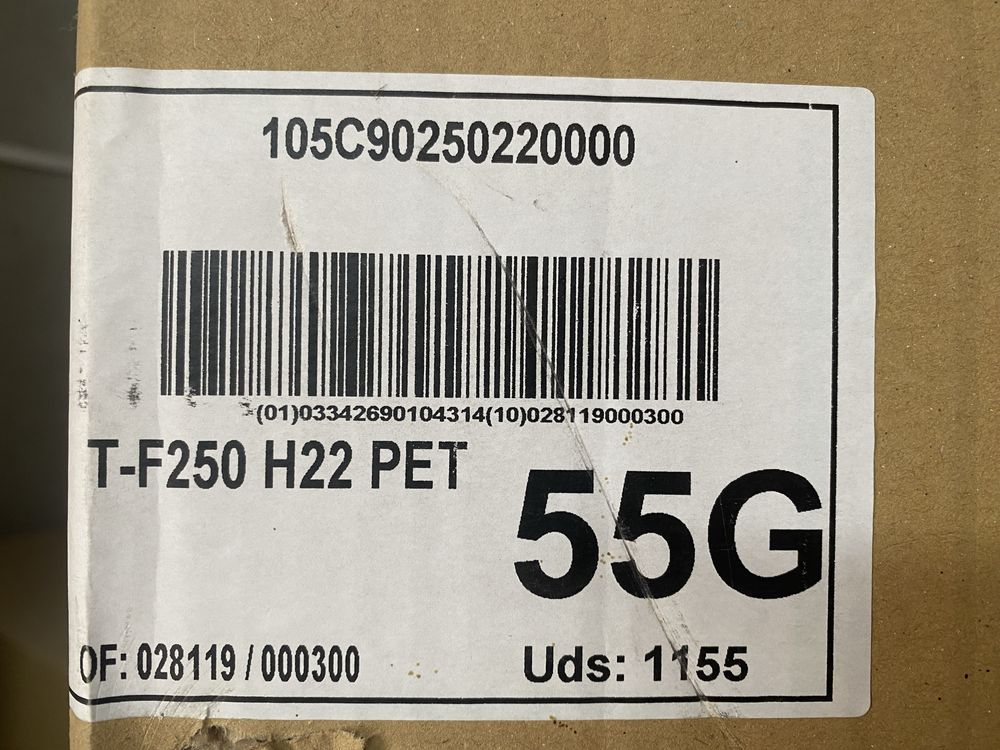 105C90250220000
(01)03342690104314(10)028119000300
T-F250 H22 PET
55G
OF: 028119 / 000300
Uds: 1155